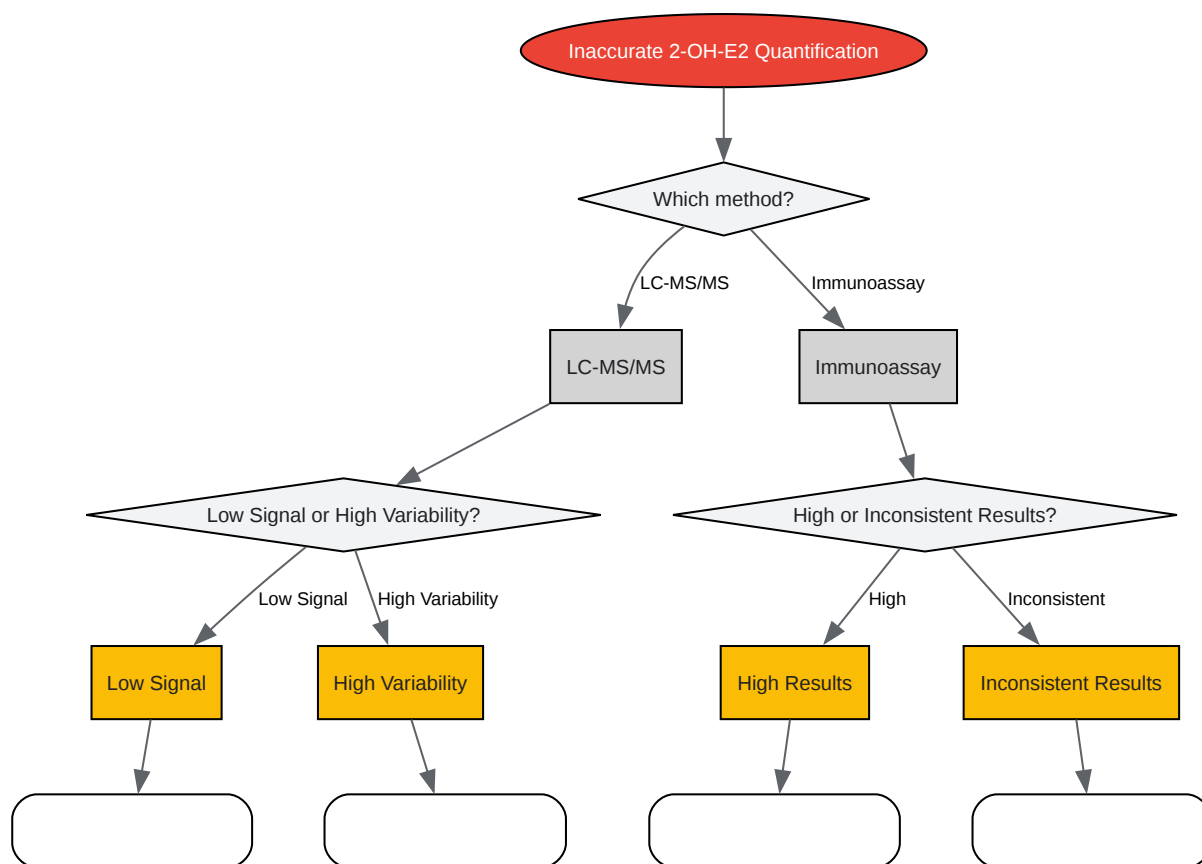 Inaccurate 2-OH-E2 Quantification
Which method?
LC-MS/MS
Immunoassay
LC-MS/MS
Immunoassay
Low Signal or High Variability?
High or Inconsistent Results?
Low Signal
High Variability
High
Inconsistent
Low Signal
High Variability
High Results
Inconsistent Results